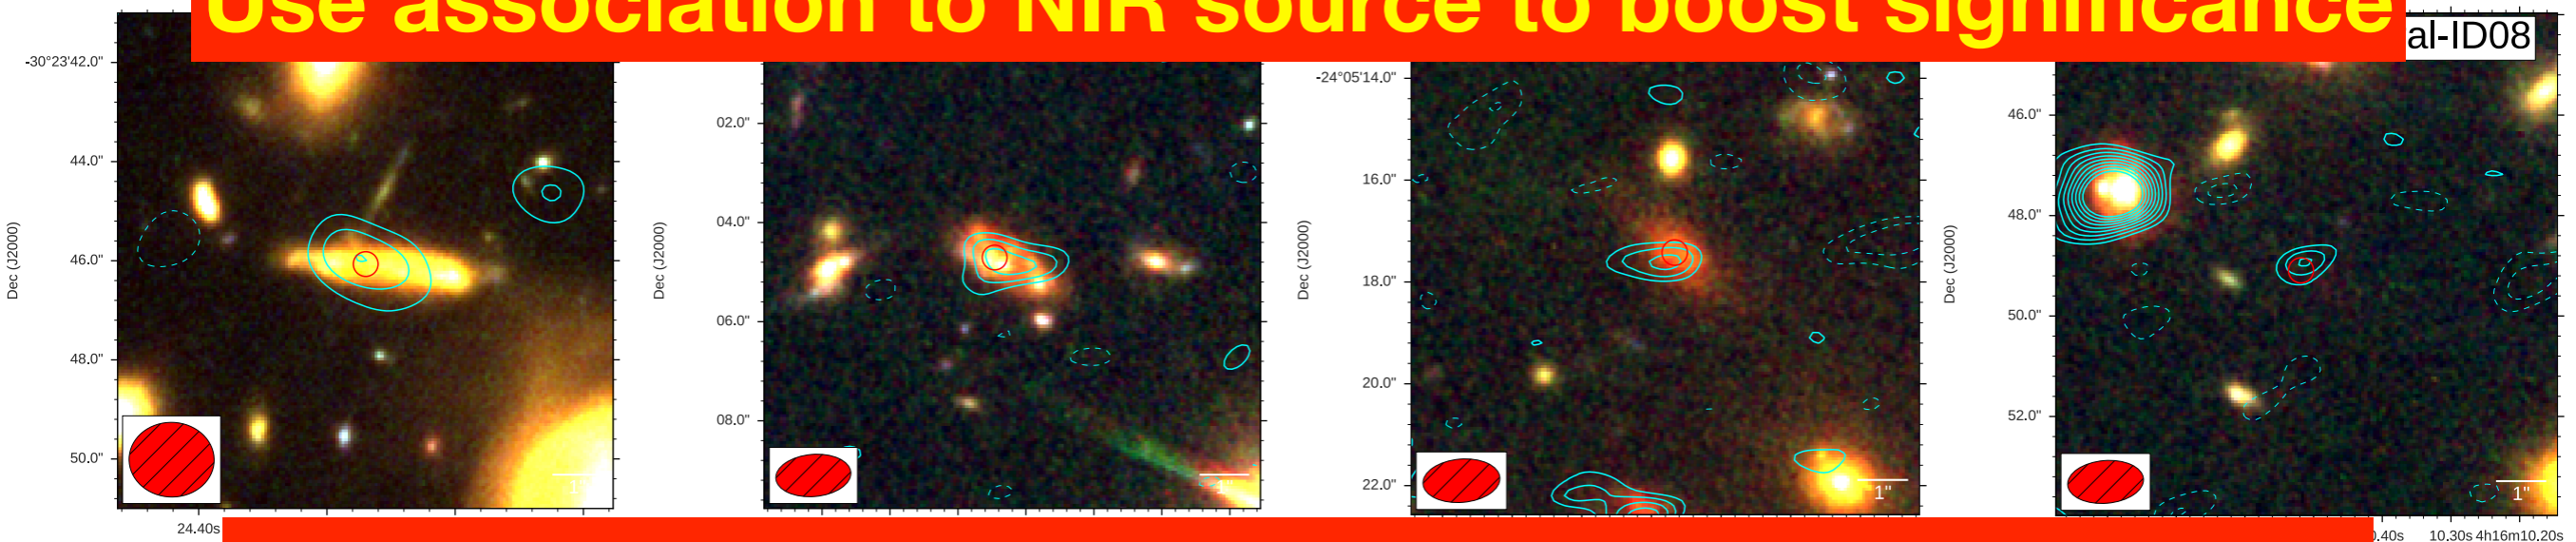 Use association to NIR source to boost significance
al-ID08
-30°23'42.0"
44.0"
46.0"
48.0"
50.0"
Dec (J2000)
24.40s
1"
02.0"
04.0"
06.0"
08.0"
Dec (J2000)
1"
-24°05'14.0"
16.0"
18.0"
20.0"
22.0"
Dec (J2000)
1"
46.0"
48.0"
50.0"
52.0"
Dec (J2000)
1"
0.40s 10.30s 4h16m10.20s